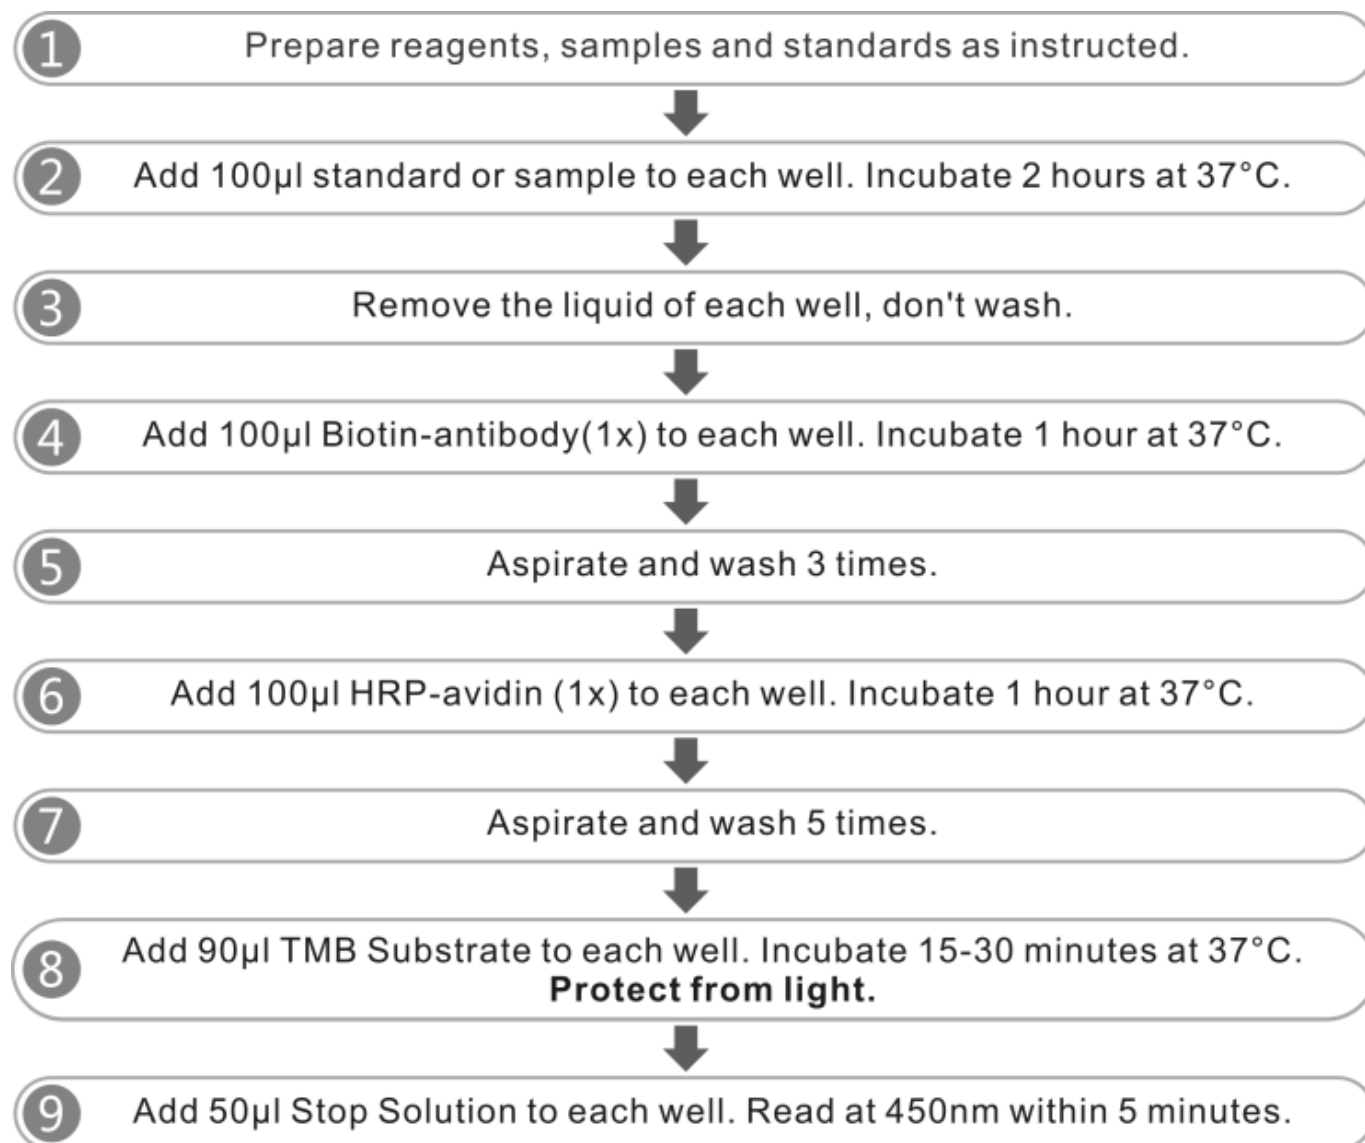 1 Prepare reagents, samples and standards as instructed.
2 Add 100μl standard or sample to each well. Incubate 2 hours at 37°C.
3 Remove the liquid of each well, don't wash.
4 Add 100μl Biotin-antibody(1x) to each well. Incubate 1 hour at 37°C.
5 Aspirate and wash 3 times.
6 Add 100μl HRP-avidin (1x) to each well. Incubate 1 hour at 37°C.
7 Aspirate and wash 5 times.
8 Add 90μl TMB Substrate to each well. Incubate 15-30 minutes at 37°C.
Protect from light.
9 Add 50μl Stop Solution to each well. Read at 450nm within 5 minutes.